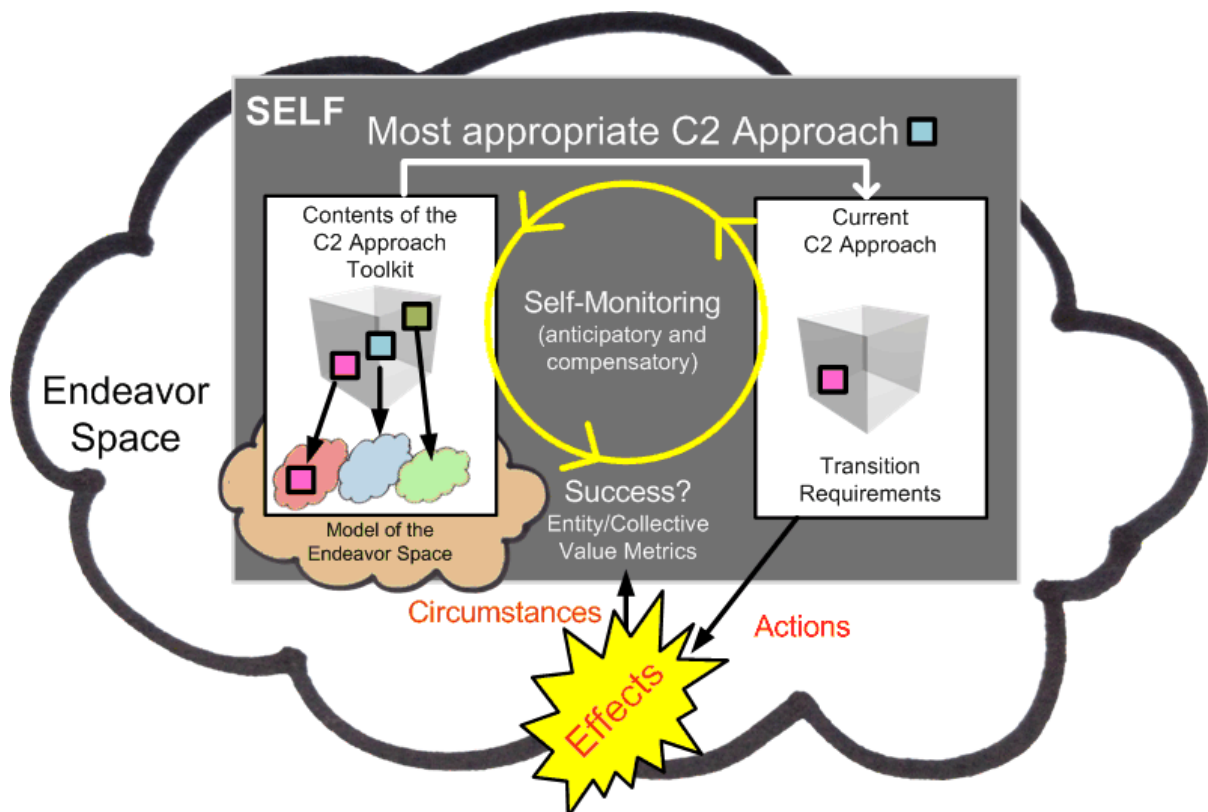 SELF
Most appropriate C2 Approach
Contents of the
C2 Approach
Toolkit
Current
C2 Approach
Self-Monitoring
(anticipatory and
compensatory)
Endeavor
Space
Transition
Requirements
Success?
Entity/Collective
Value Metrics
Model of the
Endeavor Space
Circumstances
Actions
Effects